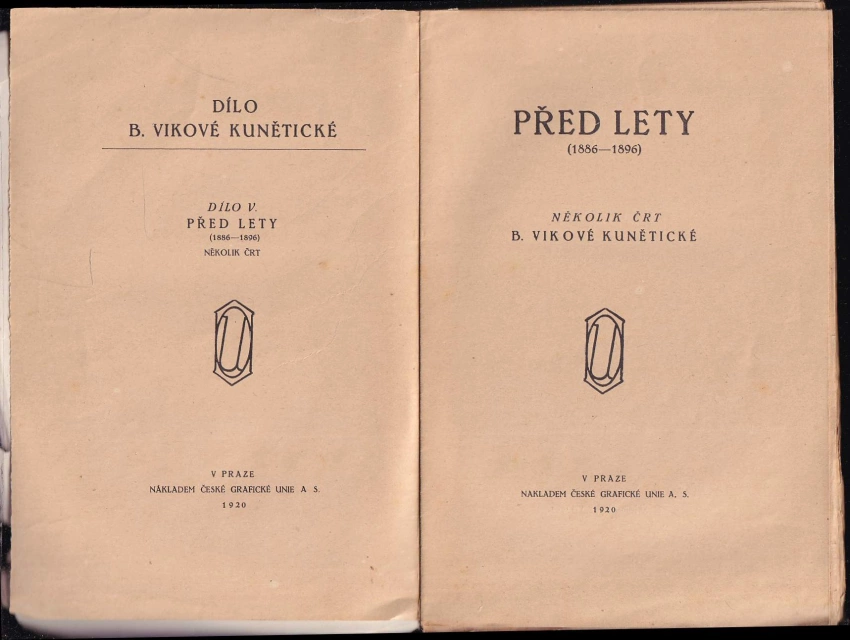 DÍLO
B. VIKOVÉ KUNĚTICKÉ
DÍLO V.
PŘED LETY
(1886—1896)
NĚKOLIK ČRT
U
V PRAZE
NÁKLADEM ČESKÉ GRAFICKÉ UNIE A S.
1920
PŘED LETY
(1886—1896)
NĚKOLIK ČRT
B. VIKOVÉ KUNĚTICKÉ
U
V PRAZE
NAKLADEM ČESKÉ GRAFICKÉ UNIE A. S.
1920